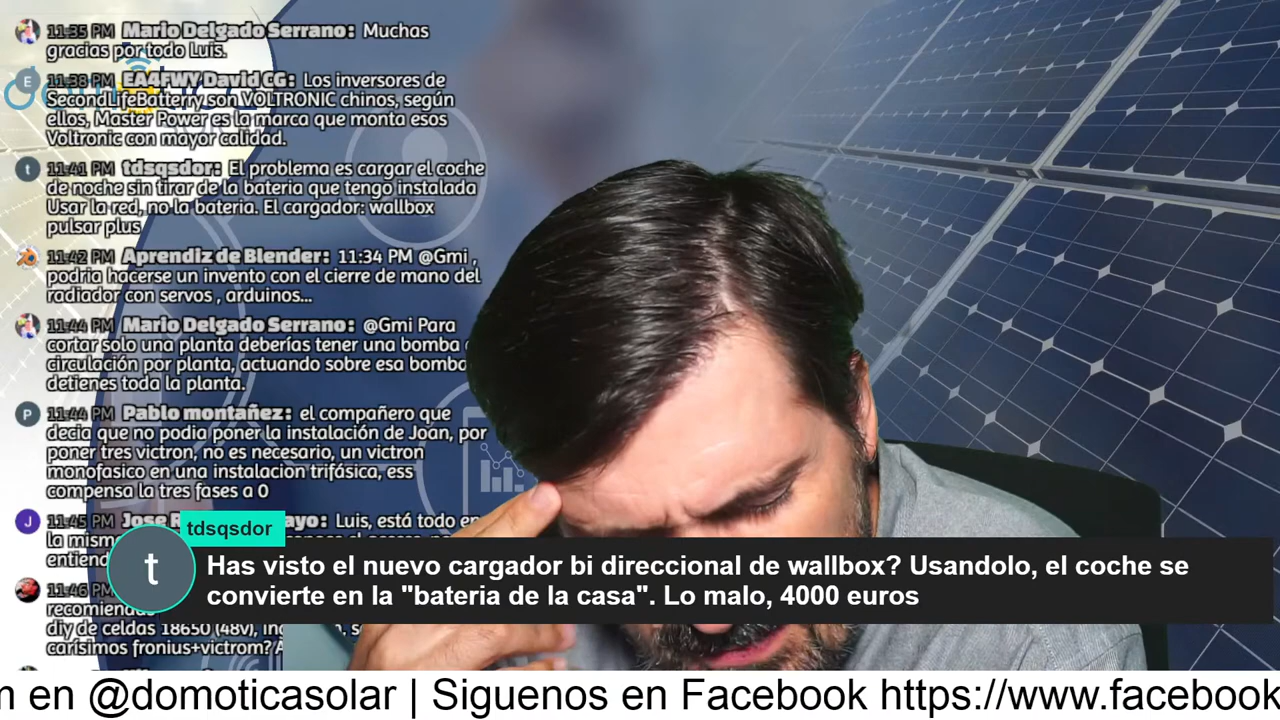 11:35 PM Mario Delgado Serrano: Muchas
gracias por todo Luis.
E
11:38 PM EA4FWY David CG: Los inversores de
SecondLifeBatterry son VOLTRONIC chinos, según
ellos, Master Power es la marca que monta esos
Voltronic con mayor calidad.
t
11:41 PM tdsqsdor: El problema es cargar el coche
de noche sin tirar de la bateria que tengo instalada
Usar la red, no la bateria. El cargador: wallbox
pulsar plus
11:42 PM Aprendiz de Blender: 11:34 PM @Gmi ,
podria hacerse un invento con el cierre de mano del
radiador con servos , arduinos...
11:44 PM Mario Delgado Serrano: @Gmi Para
cortar solo una planta deberías tener una bomba
circulación por planta, actuando sobre esa bomba
detienes toda la planta.
P
11:44 PM Pablo montañez: el compañero que
decia que no podia poner la instalación de Joan, por
poner tres victron, no es necesario, un victron
monofasico en una instalacion trifásica, ess
compensa la tres fases a 0
J
11:45 PM Jose Luis, está todo en
la misma
11:46 PM
diy de celdas 18650 (48v),
carísimos fronius+victrom?
tdsqsdor
t
Has visto el nuevo cargador bi direccional de wallbox? Usandolo, el coche se
convierte en la "bateria de la casa". Lo malo, 4000 euros
en @domoticasolar | Siguenos en Facebook https://www.facebook